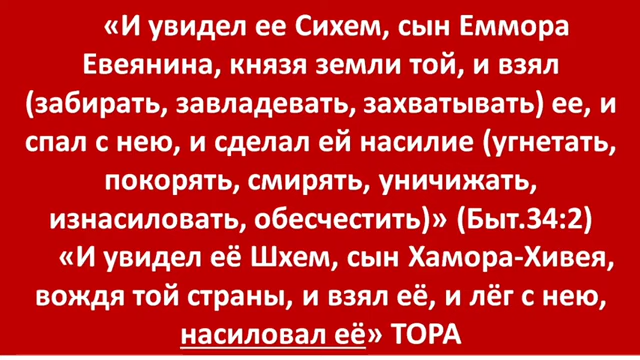 «И увидел ее Сихем, сын Еммора
Евеянина, князя земли той, и взял
(забирать, завладевать, захватывать) ее, и
спал с нею, и сделал ей насилие (угнетать,
покорять, смирять, уничижать,
изнасиловать, обесчестить)» (Быт.34:2)
«И увидел её Шхем, сын Хамора-Хивея,
вождя той страны, и взял её, и лёг с нею,
насиловал её» ТОРА